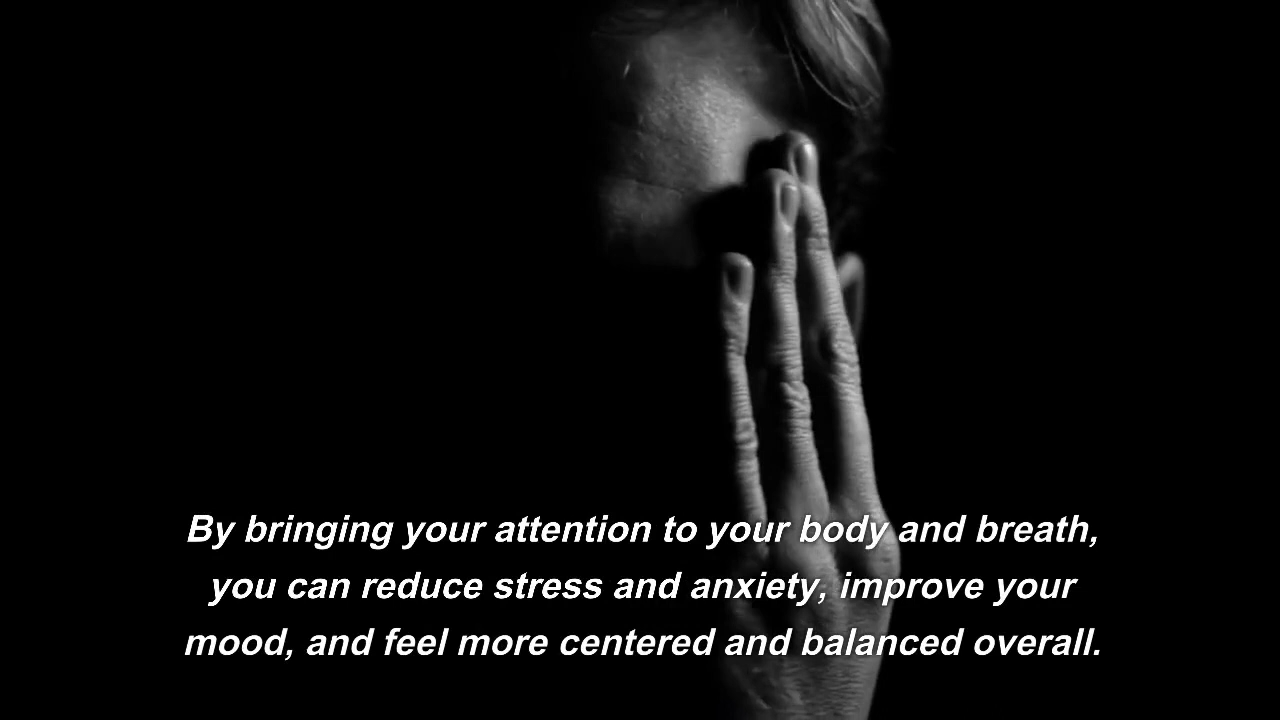 By bringing your attention to your body and breath,
you can reduce stress and anxiety, improve your
mood, and feel more centered and balanced overall.